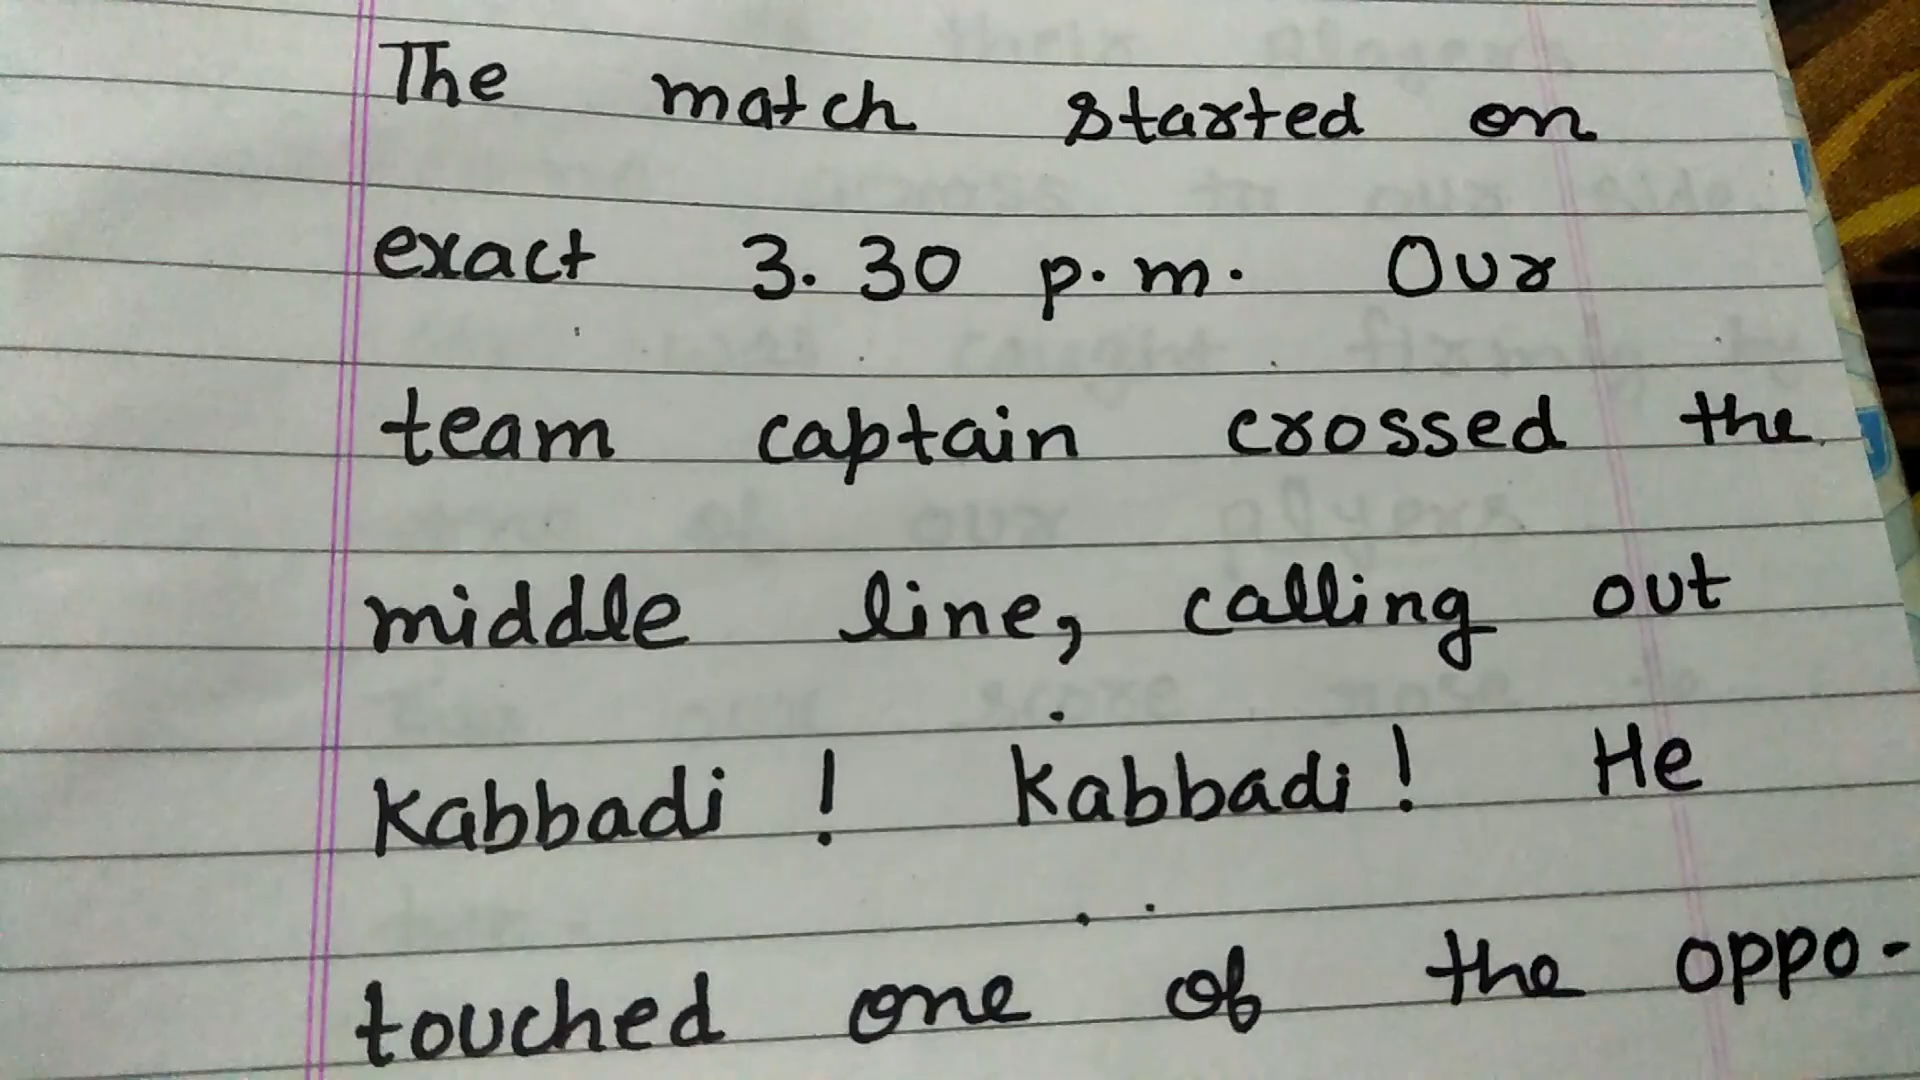 The match started on
exact 3.30 p.m. Our
team captain crossed the
middle line, calling out
Kabbadi ! Kabbadi! He
touched one of the oppo-